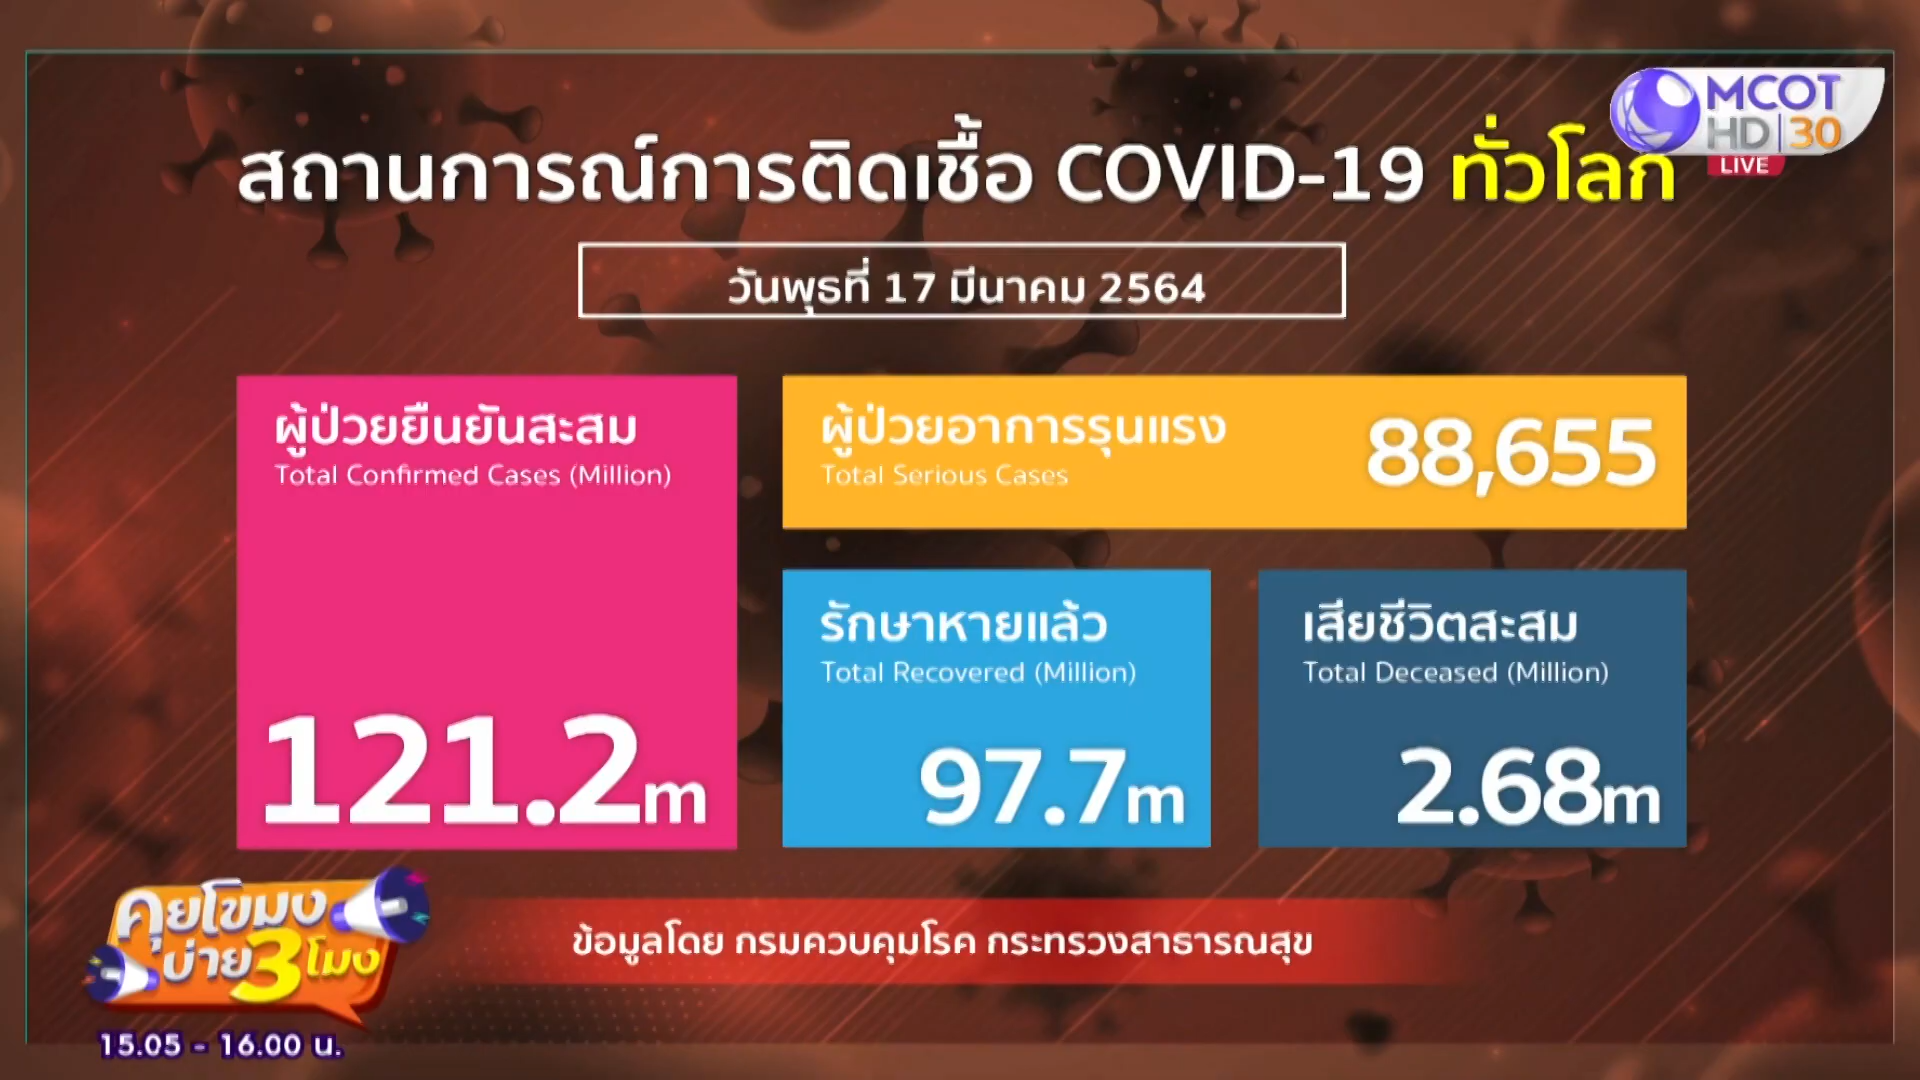 MCOT
HD 30
LIVE
สถานการณ์การติดเชื้อ COVID-19 ทั่วโลก
วันพุธที่ 17 มีนาคม 2564
ผู้ป่วยยืนยันสะสม
Total Confirmed Cases (Million)
121.2m
ผู้ป่วยอาการรุนแรง
Total Serious Cases
88,655
รักษาหายแล้ว
Total Recovered (Million)
97.7m
เสียชีวิตสะสม
Total Deceased (Million)
2.68m
คุยโขมง
บ่าย3โมง
15.05 - 16.00 น.
ข้อมูลโดย กรมควบคุมโรค กระทรวงสาธารณสุข